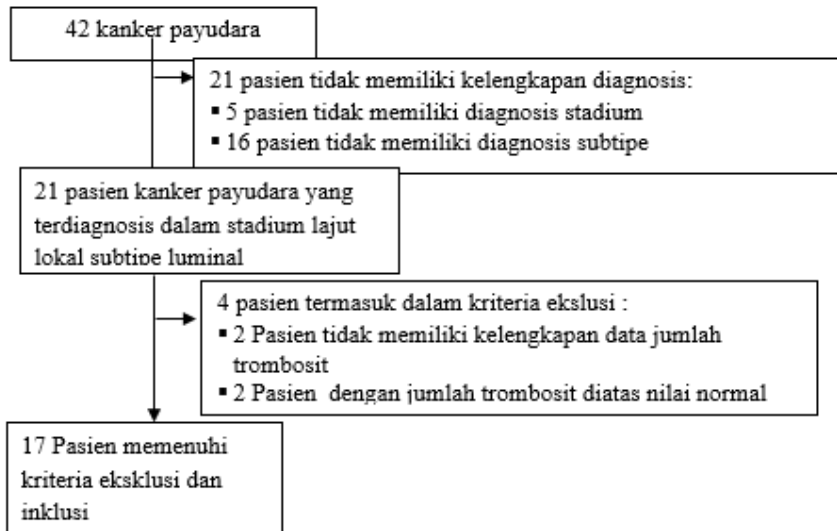 42 kanker payudara
21 pasien tidak memiliki kelengkapan diagnosis:
▪ 5 pasien tidak memiliki diagnosis stadium
▪ 16 pasien tidak memiliki diagnosis subtipe
21 pasien kanker payudara yang
terdiagnosis dalam stadium lajut
lokal subtipe luminal
4 pasien termasuk dalam kriteria ekslusi :
▪ 2 Pasien tidak memiliki kelengkapan data jumlah
trombosit
▪ 2 Pasien dengan jumlah trombosit diatas nilai normal
17 Pasien memenuhi
kriteria eksklusi dan
inklusi